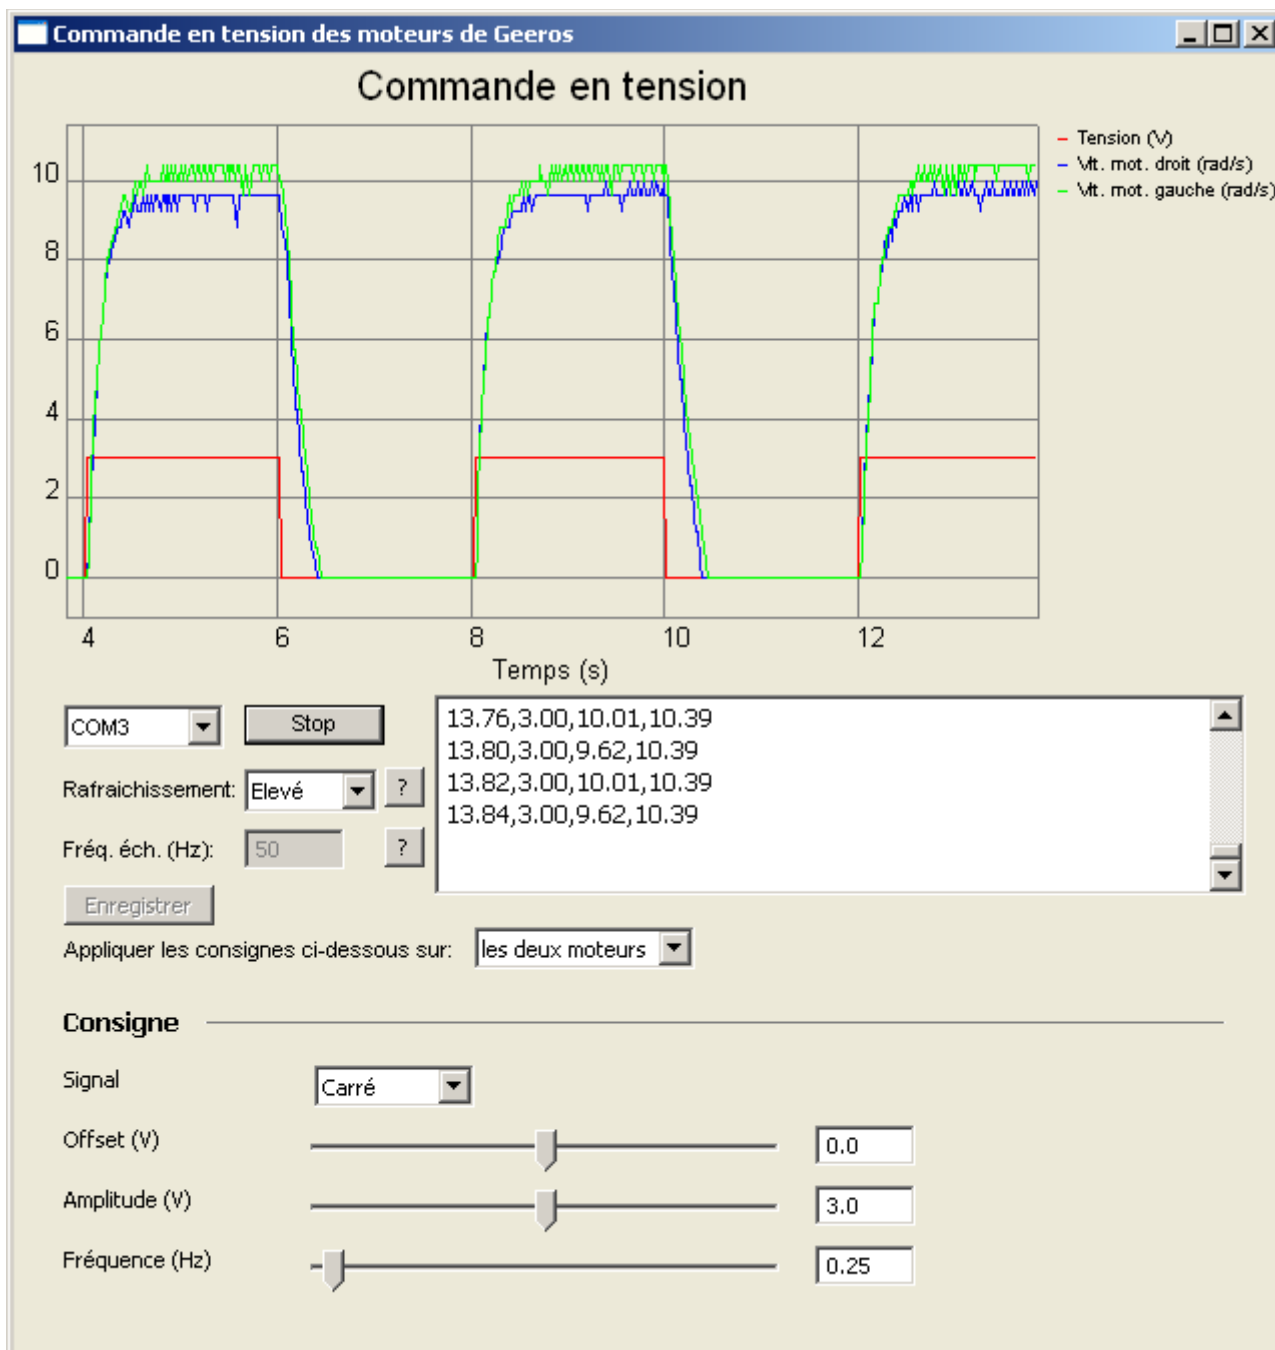 Commande en tension des moteurs de Geeros
Commande en tension
Tension (V)
Vit. mot. droit (rad/s)
Vit. mot. gauche (rad/s)
10
8
6
4
2
0
4 6 8 10 12
Temps (s)
COM3
Stop
13.76,3.00,10.01,10.39
13.80,3.00,9.62,10.39
13.82,3.00,10.01,10.39
13.84,3.00,9.62,10.39
Rafraichissement: Elevé ?
Fréq. éch. (Hz): 50 ?
Enregistrer
Appliquer les consignes ci-dessous sur: les deux moteurs
Consigne
Signal Carré
Offset (V) 0.0
Amplitude (V) 3.0
Fréquence (Hz) 0.25